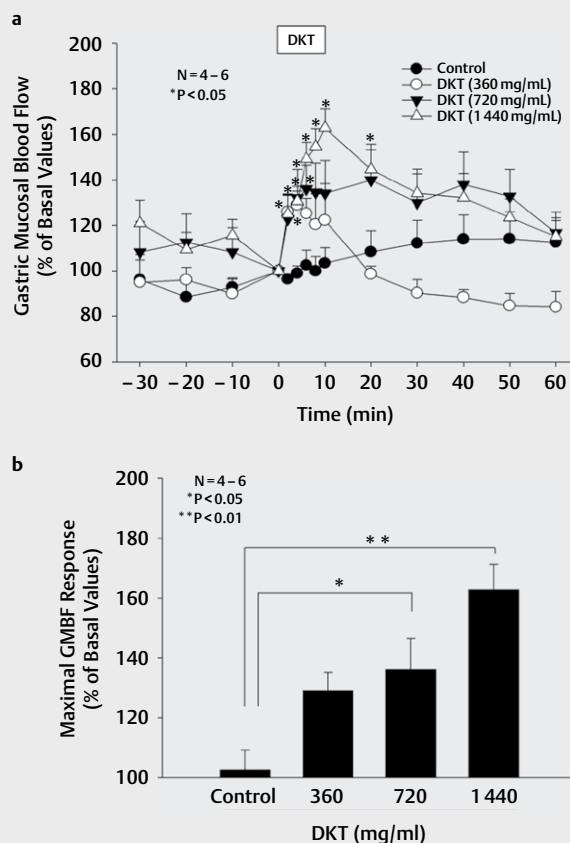 a
DKT
Gastric Mucosal Blood Flow
(% of Basal Values)
200
180
160
140
120
100
80
60
N=4–6
*P<0.05
Control
DKT (360 mg/mL)
DKT (720 mg/mL)
DKT (1 440 mg/mL)
* * * * * * * * * *
–30 –20 –10 0 10 20 30 40 50 60
Time (min)
b
Maximal GMBF Response
(% of Basal Values)
200
180
160
140
120
100
N=4–6
*P<0.05
**P<0.01
**
*
Control 360 720 1 440
DKT (mg/ml)